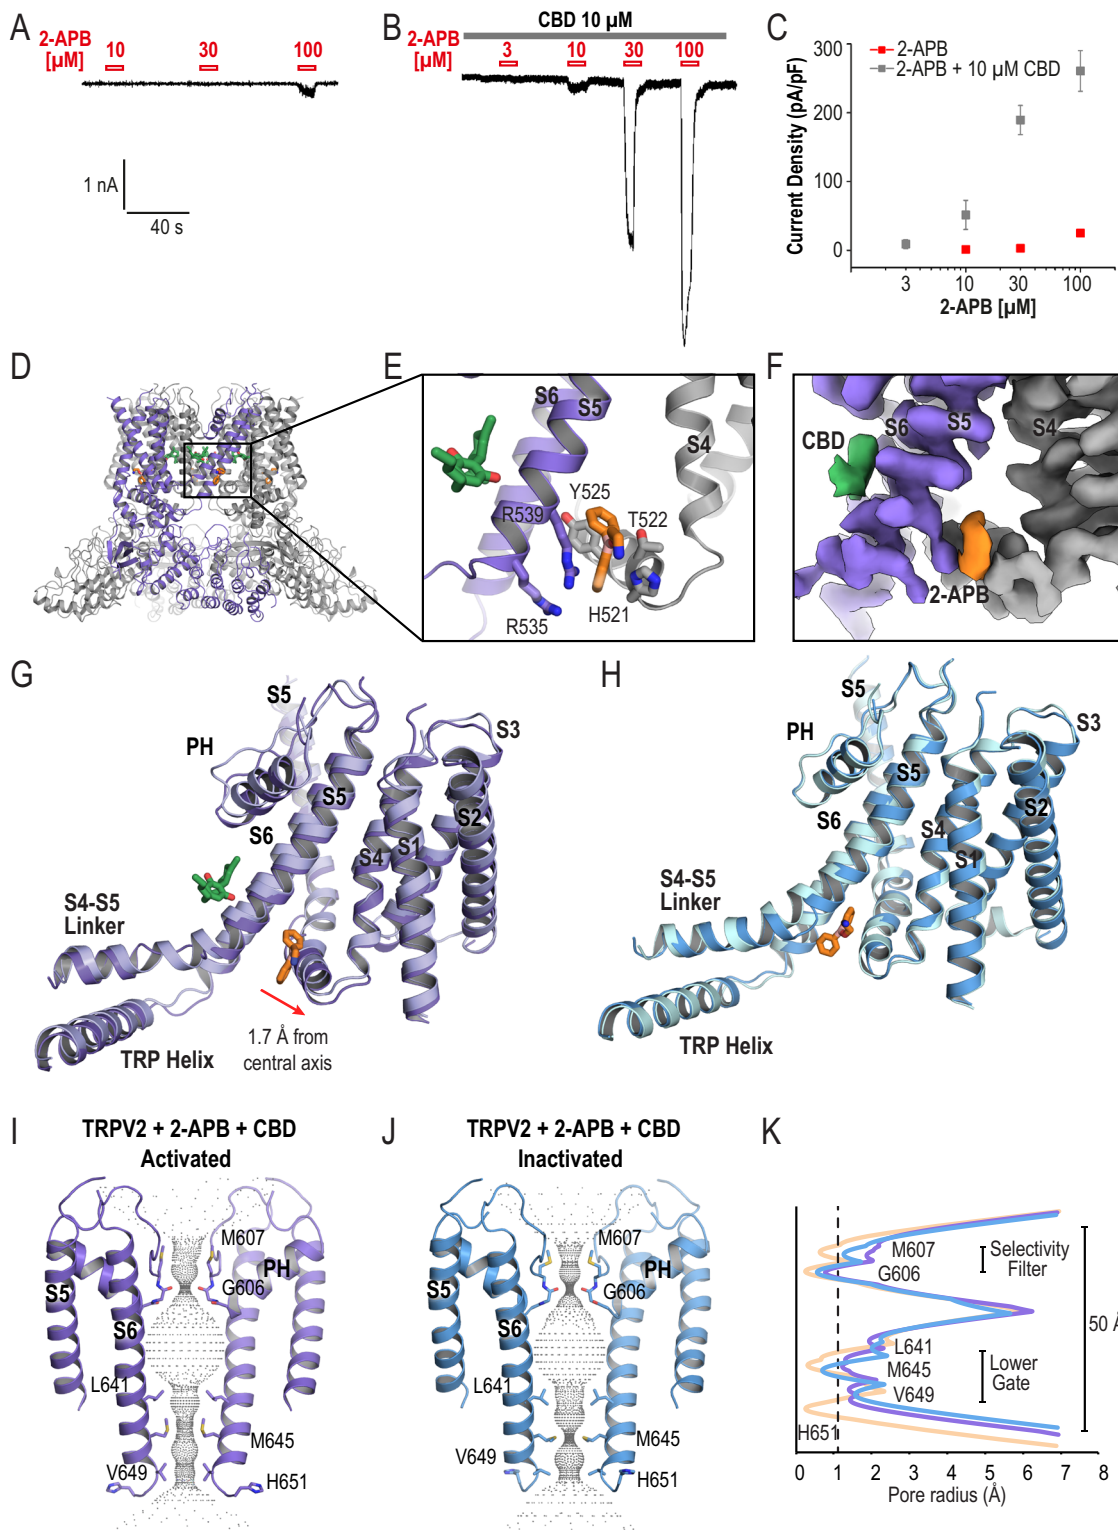 A
2-APB
[µM]
10
30
100
1 nA
40 s
B
CBD 10 µM
2-APB
[µM]
3
10
30
100
C
300
200
100
0
Current Density (pA/pF)
2-APB
2-APB + 10 µM CBD
3
10
30
100
2-APB [µM]
D
E
S6
S5
S4
Y525
R539
T522
H521
R535
F
CBD
S6
S5
S4
2-APB
G
S5
PH
S3
S5
S2
S6
S4
S1
S4-S5
Linker
TRP Helix
1.7 Å from
central axis
H
S5
PH
S3
S5
S2
S6
S4
S1
S4-S5
Linker
TRP Helix
I
TRPV2 + 2-APB + CBD
Activated
M607
PH
G606
S5
S6
L641
M645
V649
H651
J
TRPV2 + 2-APB + CBD
Inactivated
M607
PH
G606
S5
S6
L641
M645
V649
H651
K
M607
G606
Selectivity
Filter
50 Å
L641
M645
V649
Lower
Gate
H651
0 1 2 3 4 5 6 7 8
Pore radius (Å)